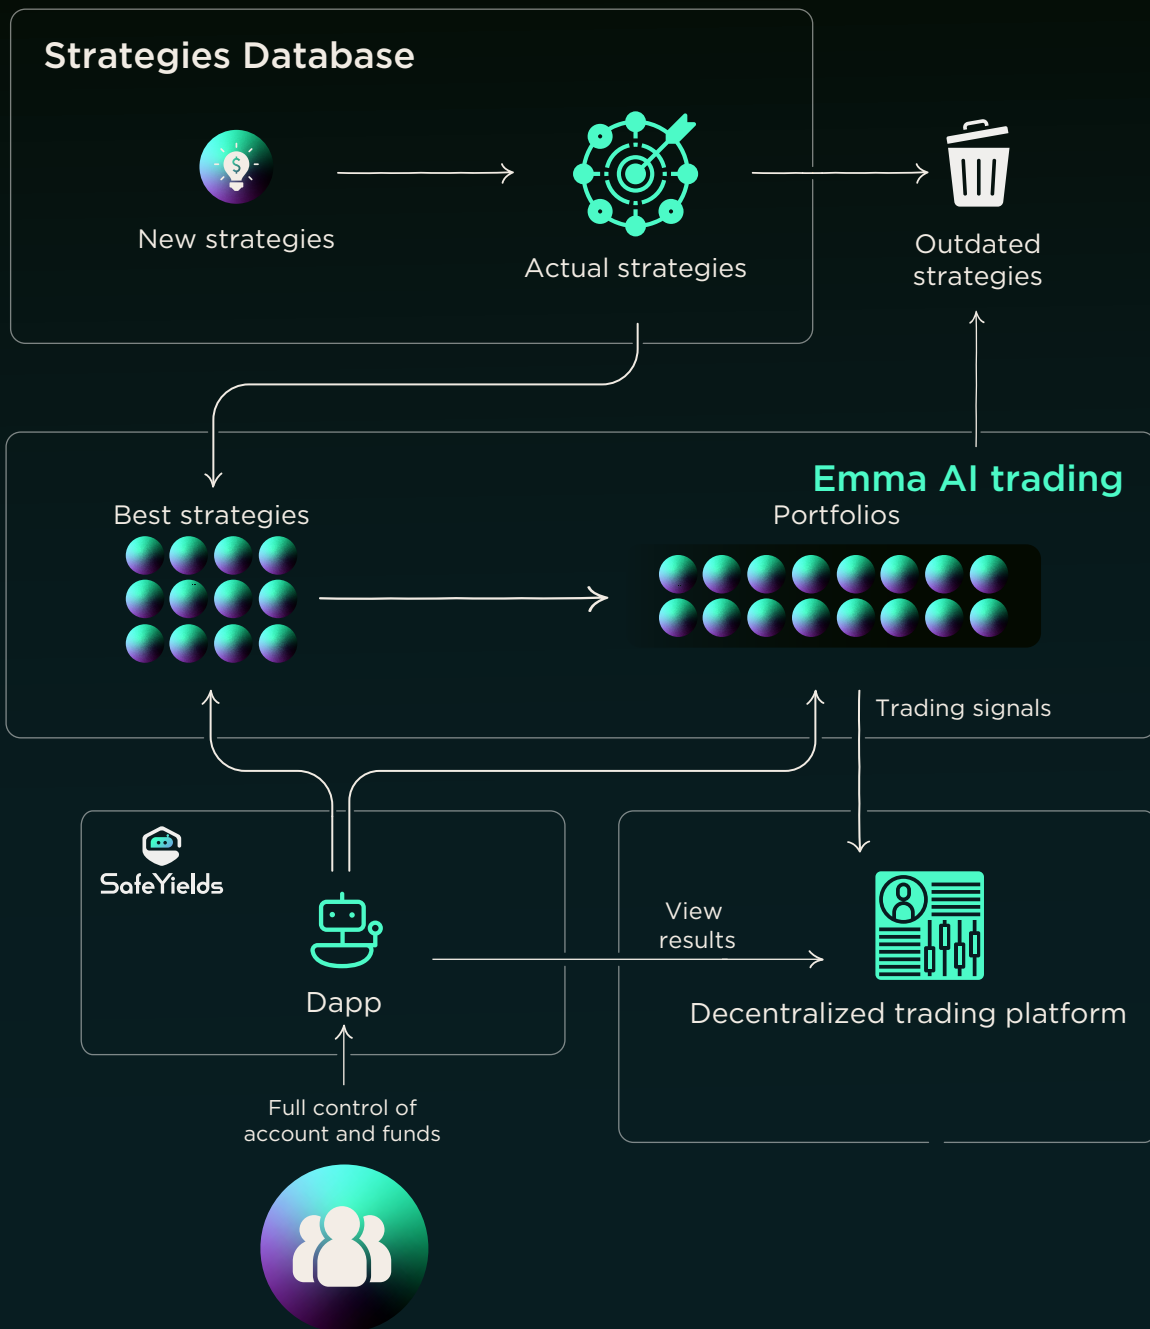 Strategies Database
New strategies
Actual strategies
Outdated
strategies
Emma AI trading
Best strategies
Portfolios
Trading signals
SafeYields
Dapp
View
results
Decentralized trading platform
Full control of
account and funds